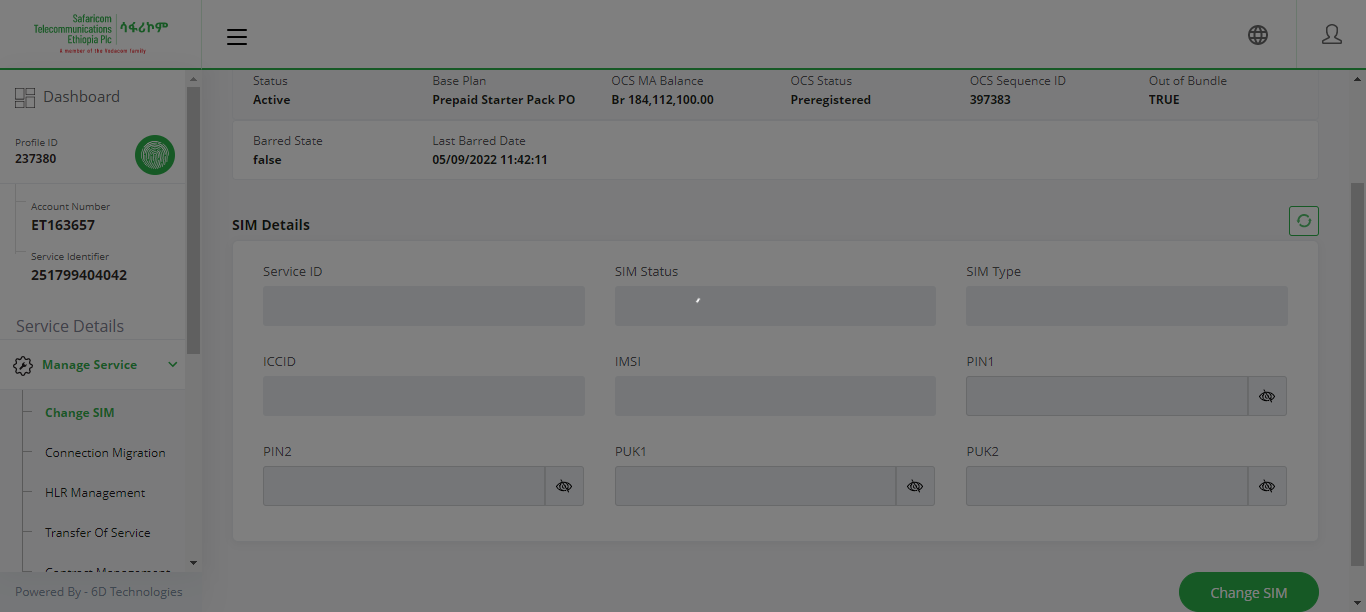 Safaricom
Telecommunications
Ethiopia Plc
ሳፋሪኮም
A member of the Vodacom family
Dashboard
Profile ID
237380
Account Number
ET163657
Service Identifier
251799404042
Service Details
Manage Service
Change SIM
Connection Migration
HLR Management
Transfer Of Service
Contract Management
Powered By - 6D Technologies
Status
Active
Base Plan
Prepaid Starter Pack PO
OCS MA Balance
Br 184,112,100.00
OCS Status
Preregistered
OCS Sequence ID
397383
Out of Bundle
TRUE
Barred State
false
Last Barred Date
05/09/2022 11:42:11
SIM Details
Service ID
SIM Status
SIM Type
ICCID
IMSI
PIN1
PIN2
PUK1
PUK2
Change SIM